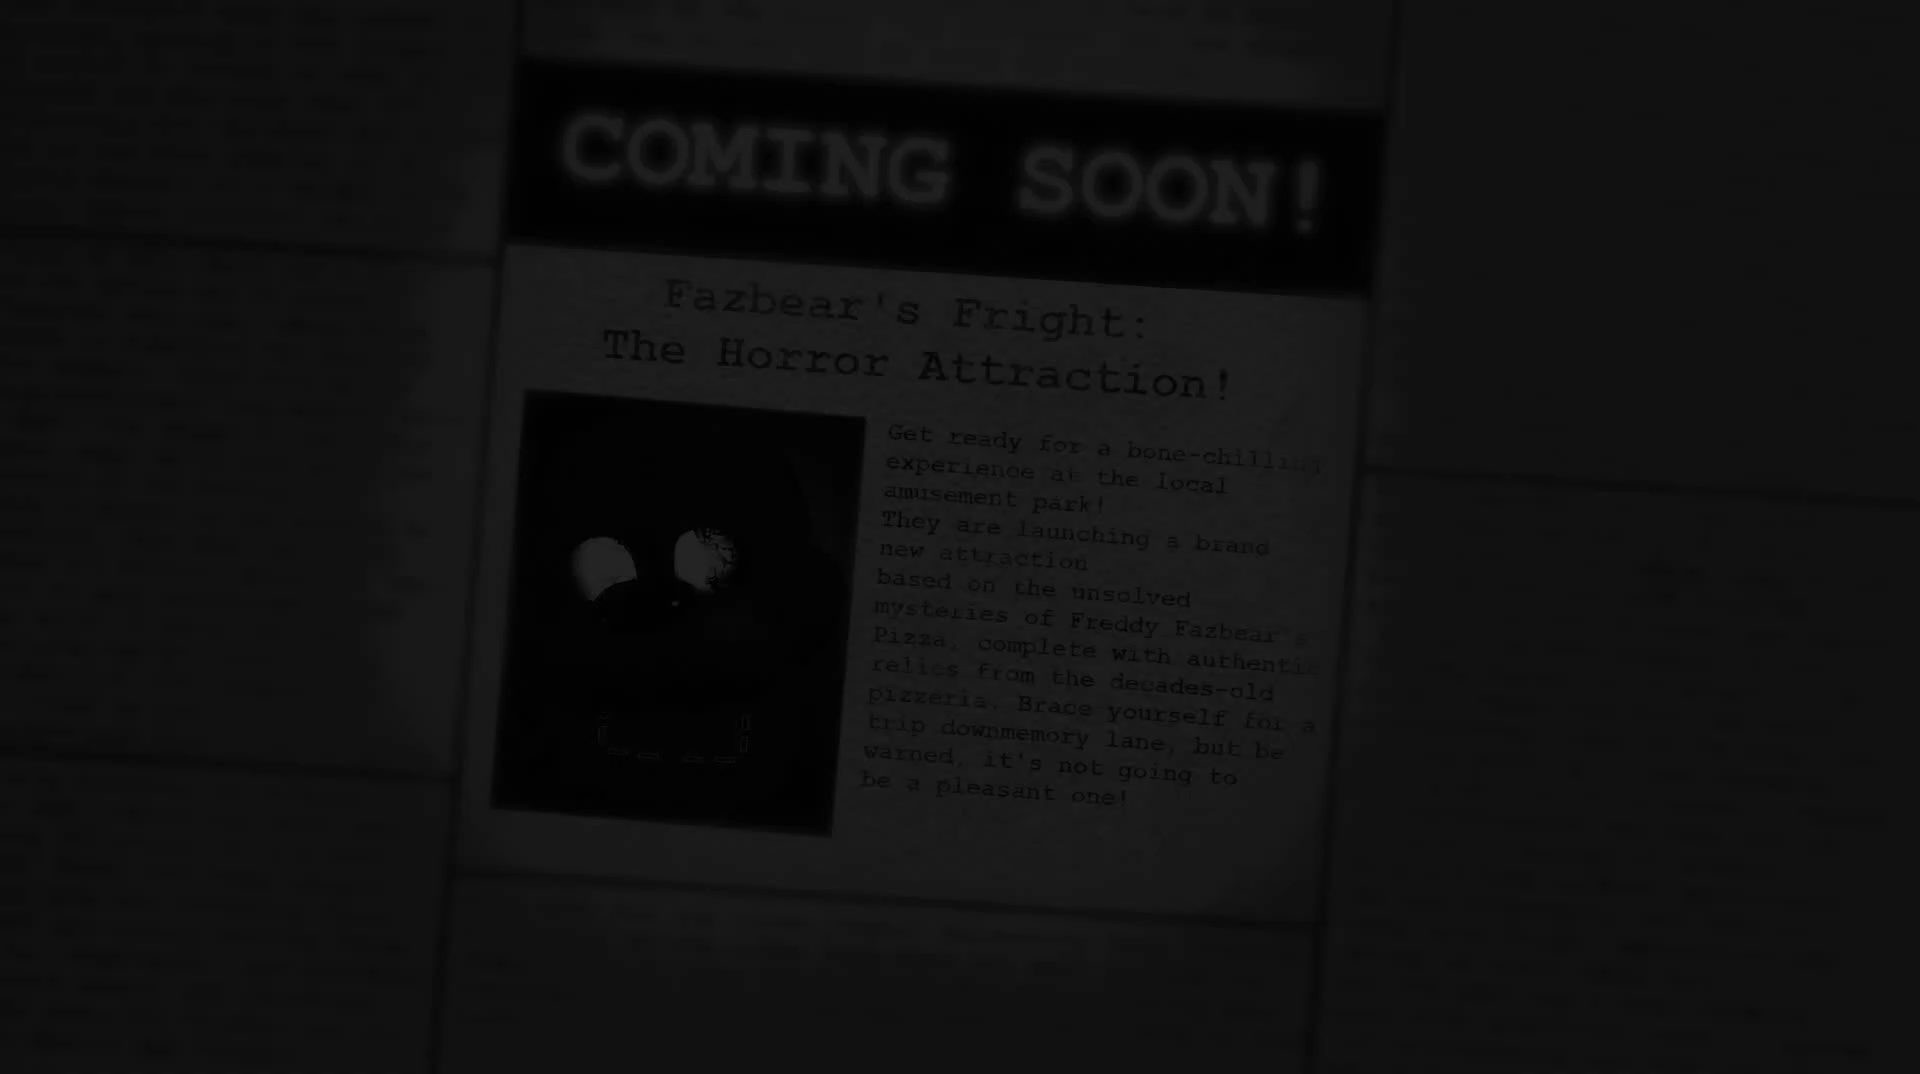 COMING SOON!
Fazbear's Fright:
The Horror Attraction!
Get ready for a bone-chilling
experience at the local
amusement park!
They are launching a brand
new attraction
based on the unsolved
mysteries of Freddy Fazbear's
Pizza, complete with authentic
relics from the decades-old
pizzeria. Brace yourself for a
trip downmemory lane, but be
warned, it's not going to
be a pleasant one!